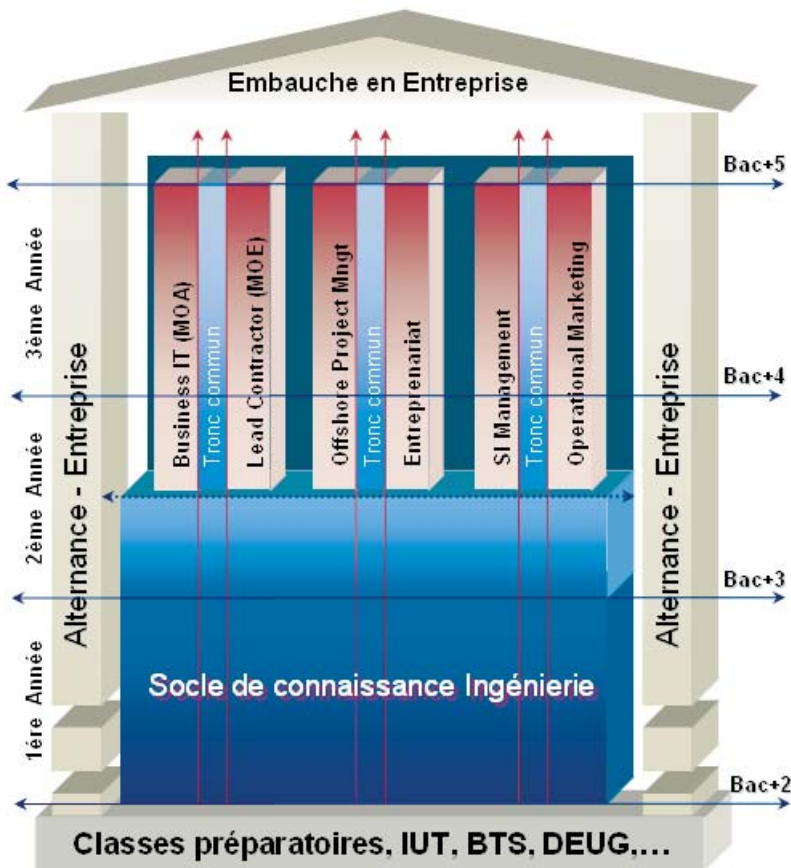 Embauche en Entreprise
Bac+5
3ème Année
Business IT (MOA)
Tronc commun
Lead Contractor (MOE)
Offshore Project Mngt
Tronc commun
Entreprenariat
SI Management
Tronc commun
Operational Marketing
Bac+4
Alternance - Entreprise
Alternance - Entreprise
2ème Année
Bac+3
Socle de connaissance Ingénierie
1ére Année
Bac+2
Classes préparatoires, IUT, BTS, DEUG,...